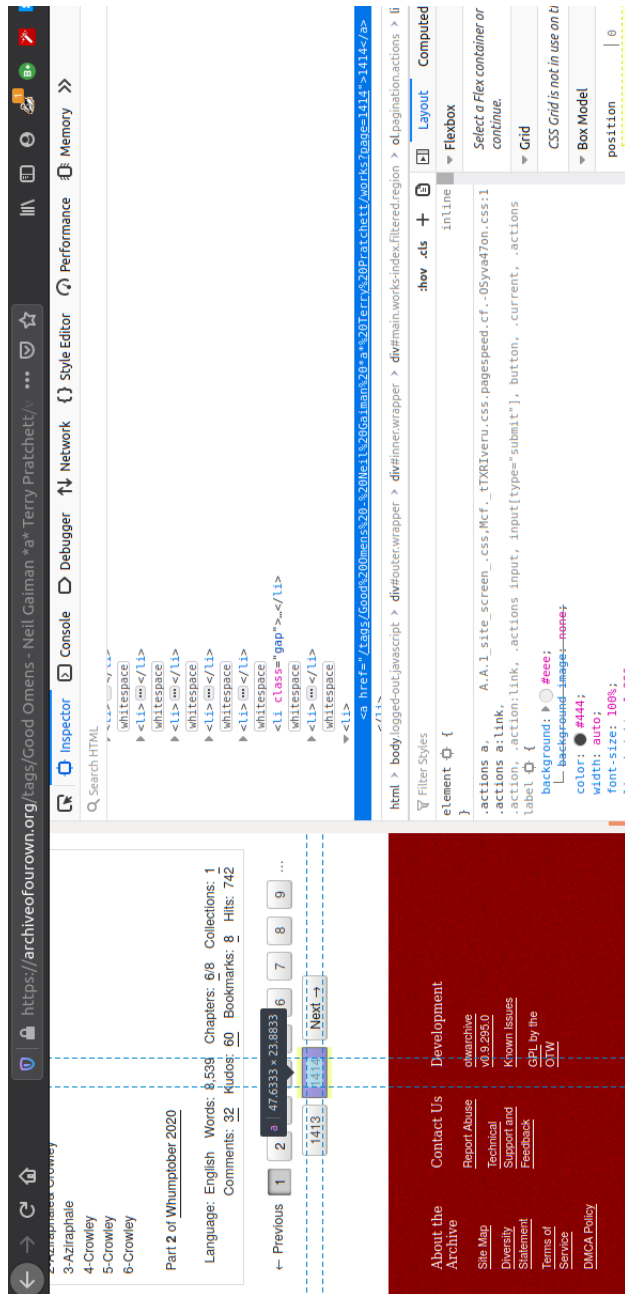 https://archiveofourown.org/tags/Good Omens - Neil Gaiman *a* Terry Pratchett/
1
B+
2-Aziraphale& Crowley
3-Aziraphale
4-Crowley
5-Crowley
6-Crowley
Part 2 of Whumptober 2020
Language: English Words: 8,539 Chapters: 6/8 Collections: 1
Comments: 32 Kudos: 60 Bookmarks: 8 Hits: 742
a | 47.6333 × 23.8833
← Previous 1 2 6 7 8 9 …
1413 1414 Next →
About the Archive
Site Map
Diversity Statement
Terms of Service
DMCA Policy
Contact Us
Report Abuse
Technical Support and Feedback
Development
otwarchive v0.9.295.0
Known Issues
GPL by the OTW
Inspector Console Debugger Network {} Style Editor Performance Memory
Search HTML
<li>…</li>
whitespace
<li>…</li>
whitespace
<li>…</li>
whitespace
<li>…</li>
whitespace
<li>…</li>
whitespace
<li class="gap">…</li>
whitespace
<li>…</li>
whitespace
<li>
<a href="/tags/Good%20Omens%20-%20Neil%20Gaiman%20*a*%20Terry%20Pratchett/works?page=1414">1414</a>
</li>
html > body.logged-out.javascript > div#outer.wrapper > div#inner.wrapper > div#main.works-index.filtered.region > ol.pagination.actions > li
Filter Styles
:hov .cls +
element { inline
}
.actions a, A.A.1_site_screen_.css,Mcf._tTXRIveru.css.pagespeed.cf.-OSyva47on.css:1
.actions a:link,
.action, .action:link, .actions input, input[type="submit"], button, .current, .actions
label {
background: #eee;
background-image: none;
color: #444;
width: auto;
font-size: 100%;
Layout Computed
Flexbox
Select a Flex container or
continue.
Grid
CSS Grid is not in use on t
Box Model
position 0